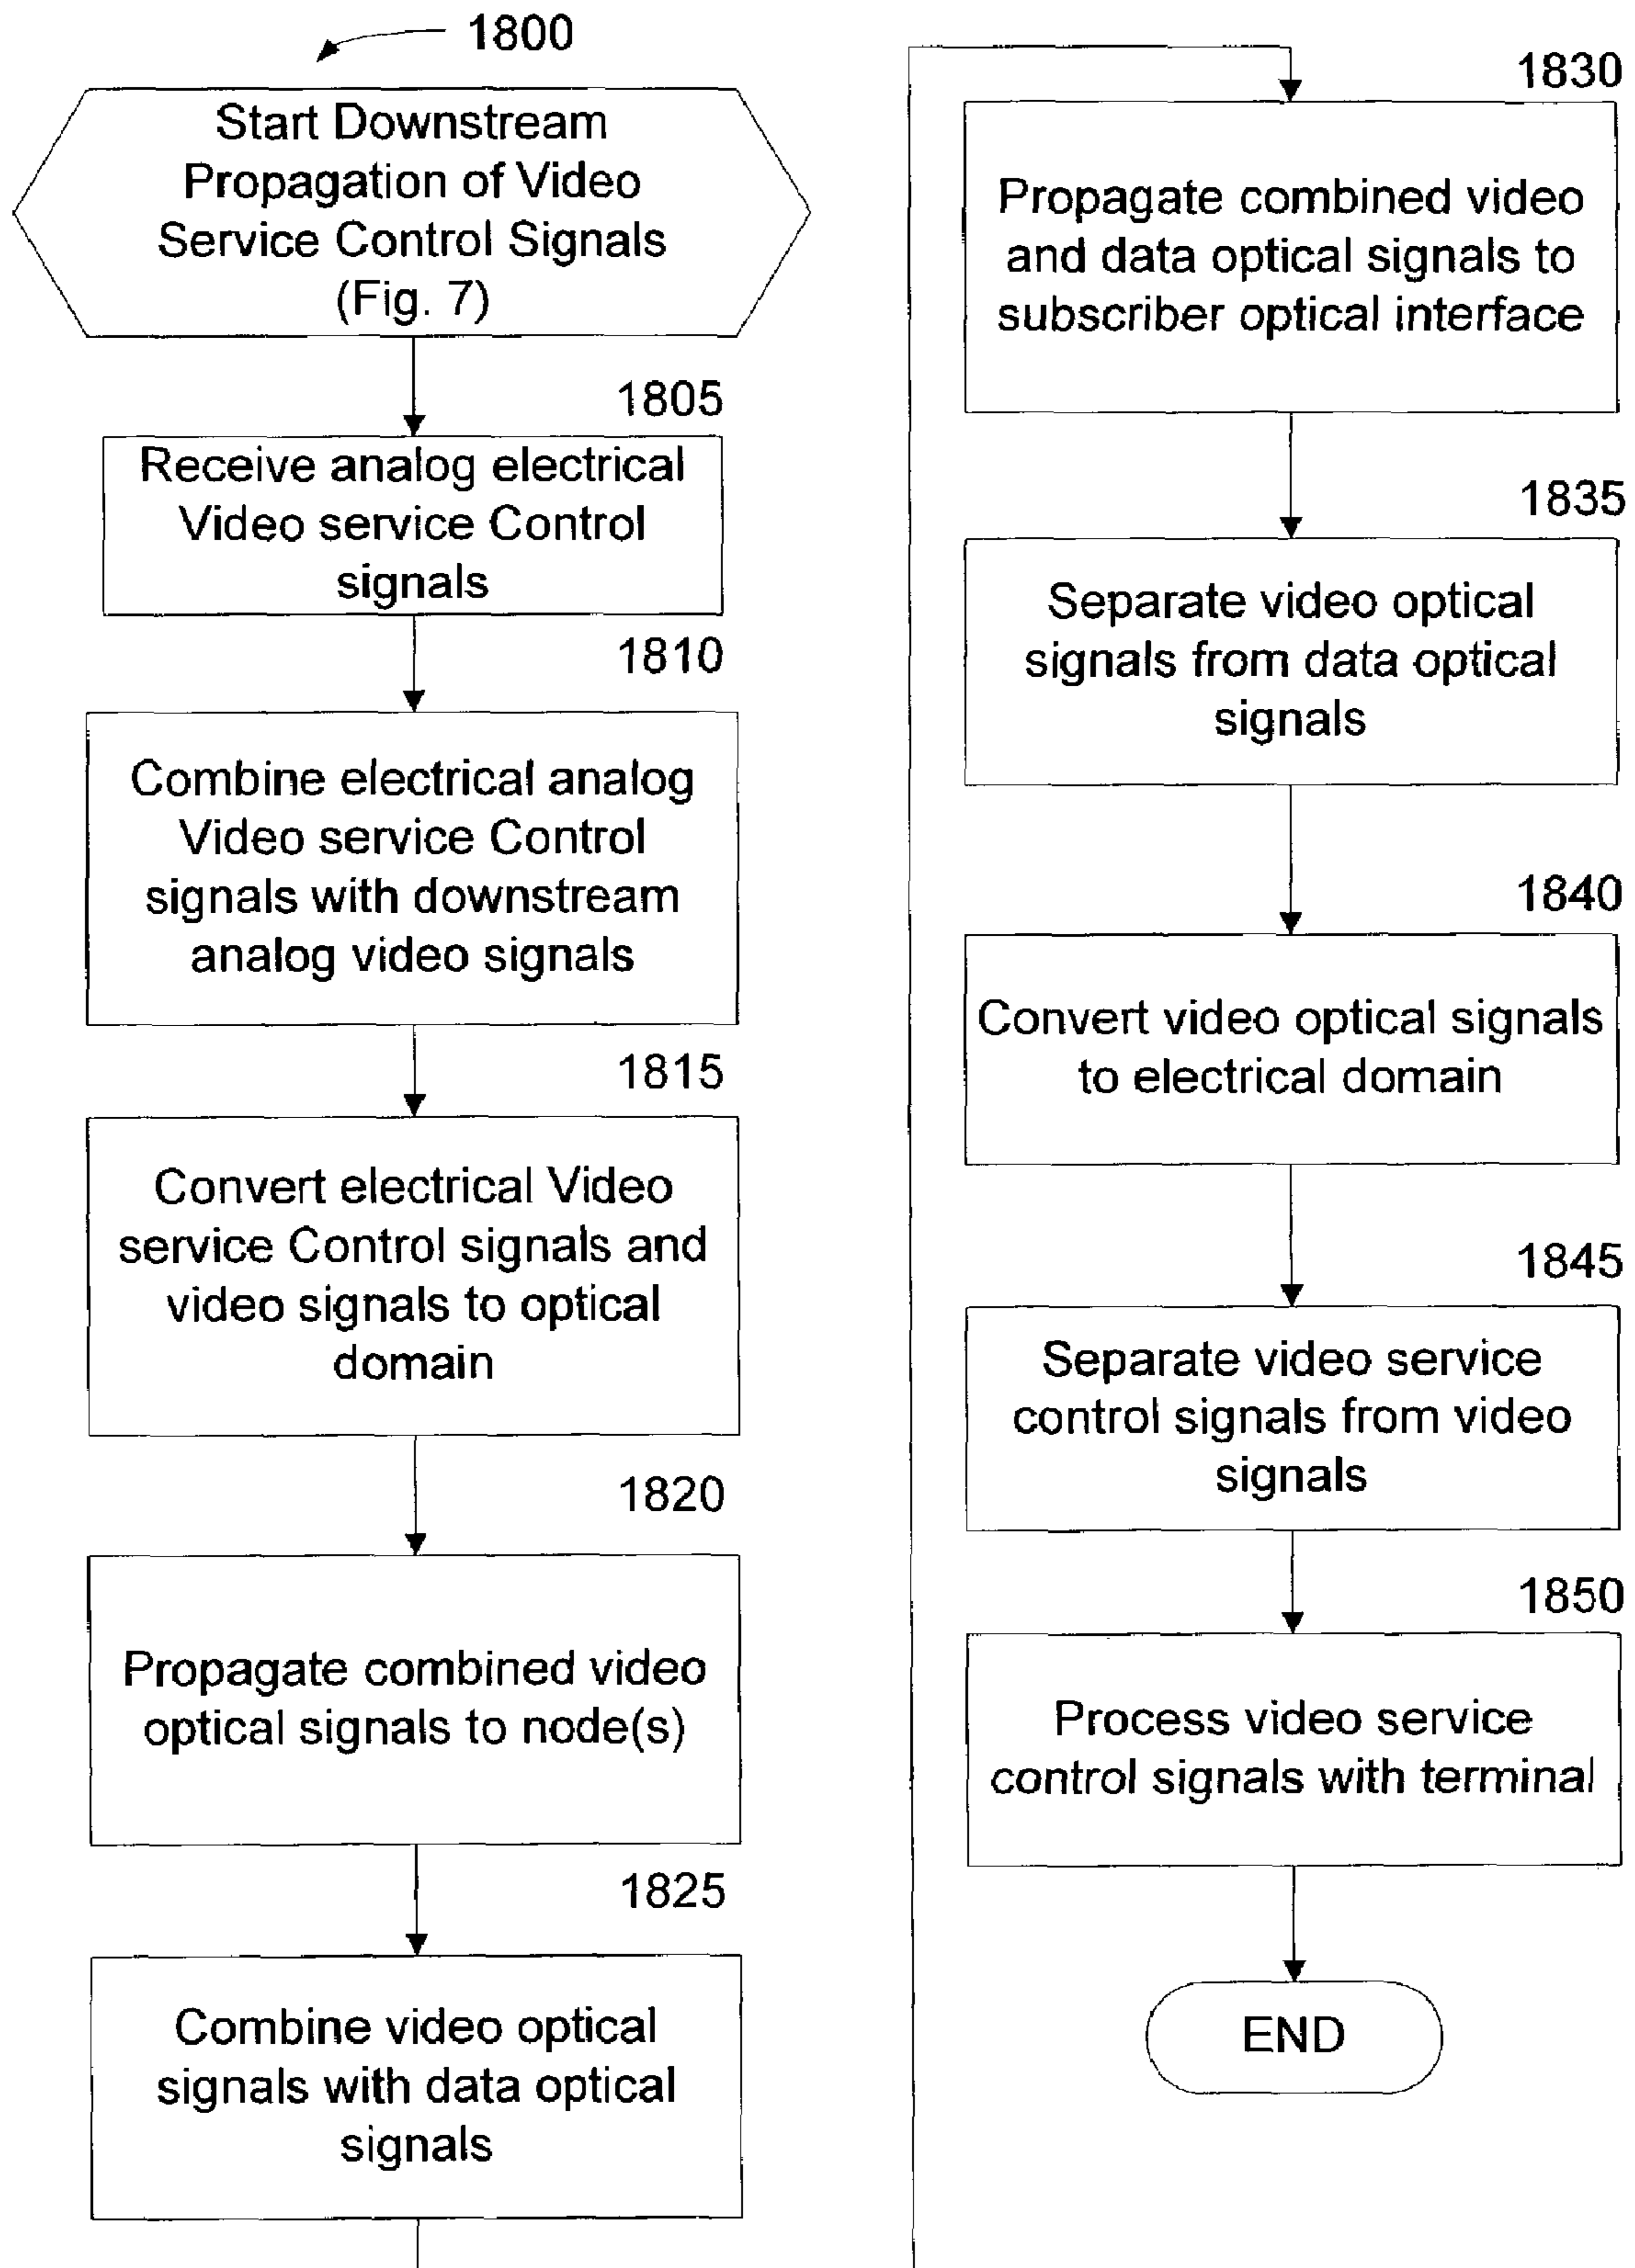 1800
Start Downstream
Propagation of Video
Service Control Signals
(Fig. 7)
1805
Receive analog electrical
Video service Control
signals
1810
Combine electrical analog
Video service Control
signals with downstream
analog video signals
1815
Convert electrical Video
service Control signals and
video signals to optical
domain
1820
Propagate combined video
optical signals to node(s)
1825
Combine video optical
signals with data optical
signals
1830
Propagate combined video
and data optical signals to
subscriber optical interface
1835
Separate video optical
signals from data optical
signals
1840
Convert video optical signals
to electrical domain
1845
Separate video service
control signals from video
signals
1850
Process video service
control signals with terminal
END